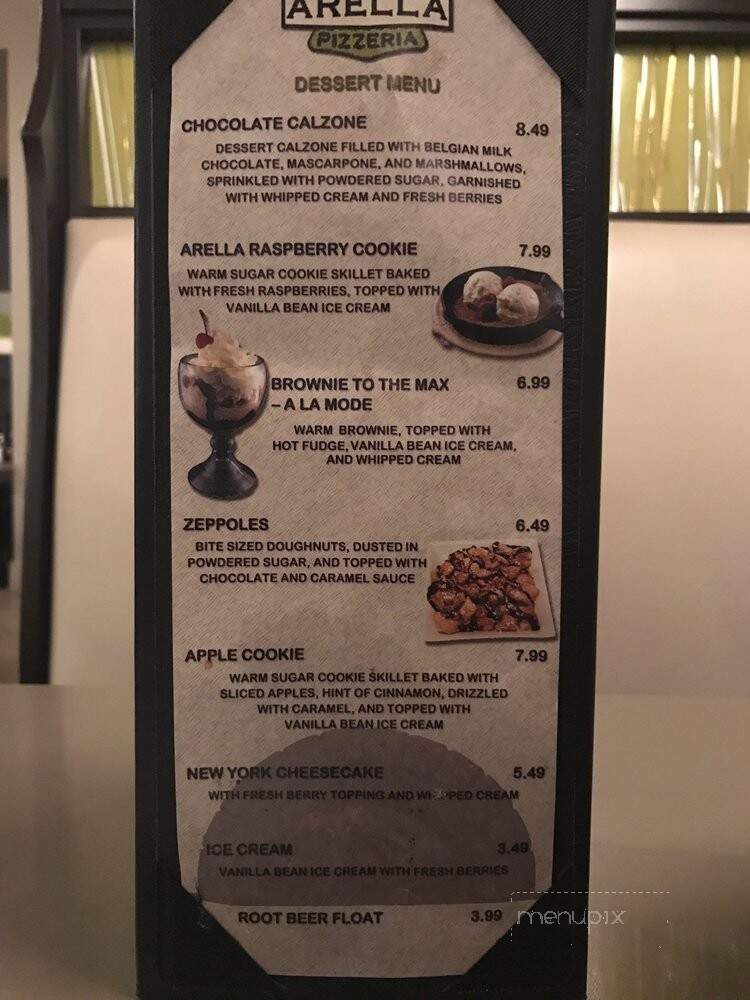 ARELLA
PIZZERIA
DESSERT MENU
CHOCOLATE CALZONE 8.49
DESSERT CALZONE FILLED WITH BELGIAN MILK
CHOCOLATE, MASCARPONE, AND MARSHMALLOWS,
SPRINKLED WITH POWDERED SUGAR, GARNISHED
WITH WHIPPED CREAM AND FRESH BERRIES
ARELLA RASPBERRY COOKIE 7.99
WARM SUGAR COOKIE SKILLET BAKED
WITH FRESH RASPBERRIES, TOPPED WITH
VANILLA BEAN ICE CREAM
BROWNIE TO THE MAX 6.99
– A LA MODE
WARM BROWNIE, TOPPED WITH
HOT FUDGE, VANILLA BEAN ICE CREAM,
AND WHIPPED CREAM
ZEPPOLES 6.49
BITE SIZED DOUGHNUTS, DUSTED IN
POWDERED SUGAR, AND TOPPED WITH
CHOCOLATE AND CARAMEL SAUCE
APPLE COOKIE 7.99
WARM SUGAR COOKIE SKILLET BAKED WITH
SLICED APPLES, HINT OF CINNAMON, DRIZZLED
WITH CARAMEL, AND TOPPED WITH
VANILLA BEAN ICE CREAM
NEW YORK CHEESECAKE 5.49
WITH FRESH BERRY TOPPING AND WHIPPED CREAM
ICE CREAM 3.49
VANILLA BEAN ICE CREAM WITH FRESH BERRIES
ROOT BEER FLOAT 3.99
menupix